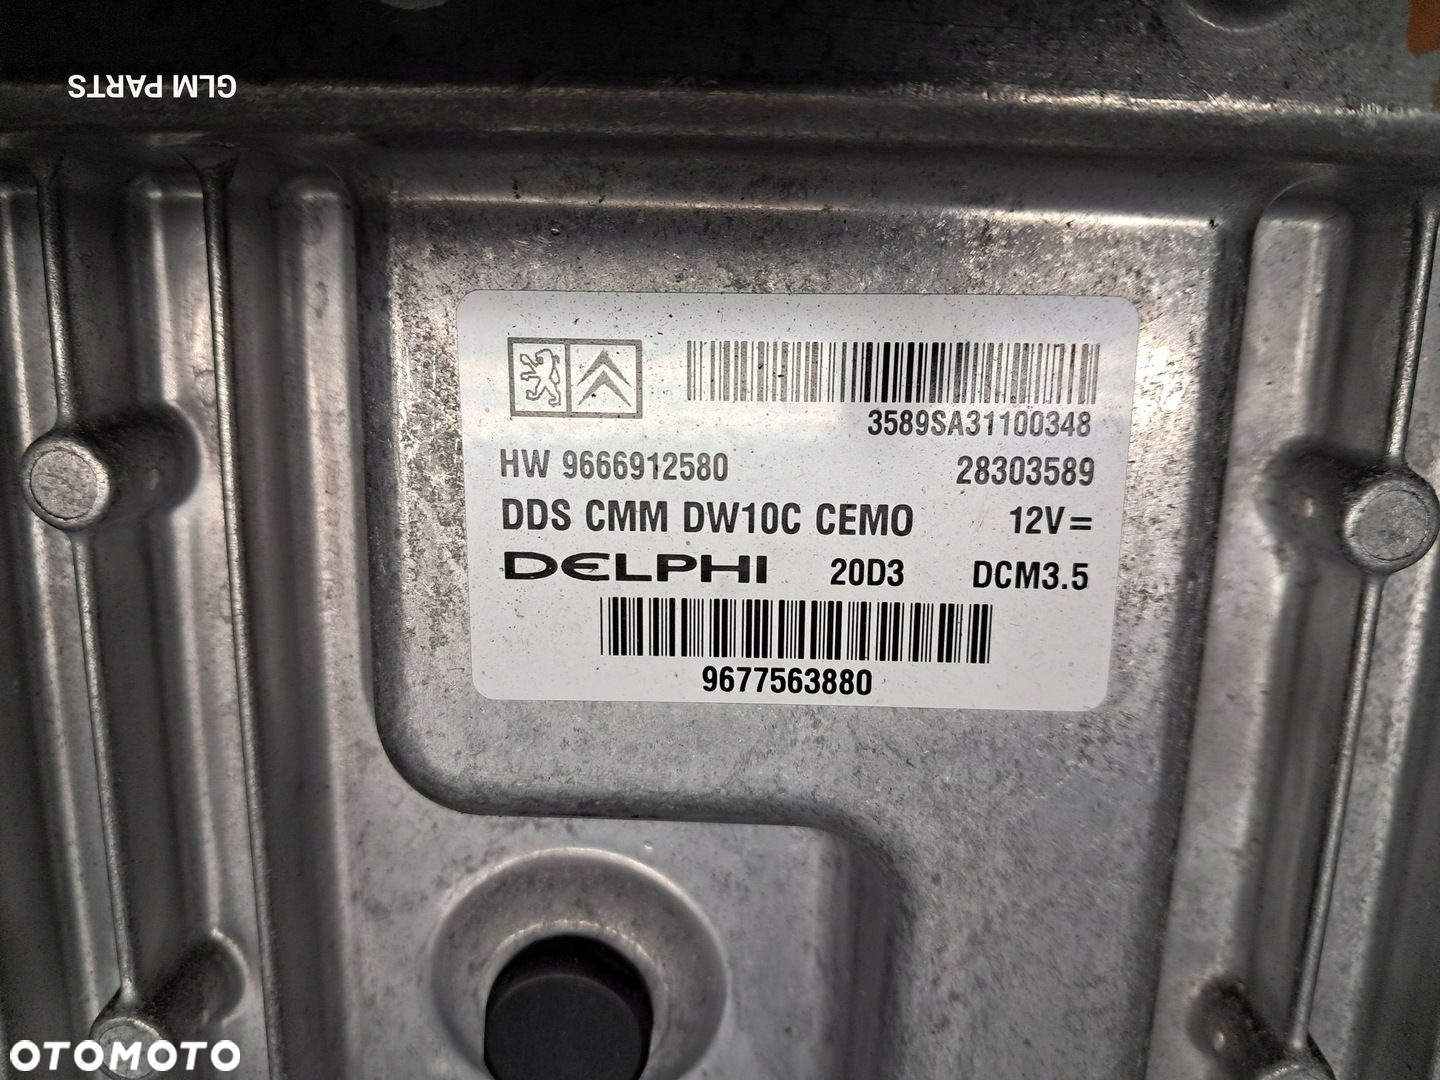 GLM PARTS
3589SA31100348
HW 9666912580 28303589
DDS CMM DW10C CEMO 12V=
DELPHI 20D3 DCM3.5
9677563880
OTOMOTO